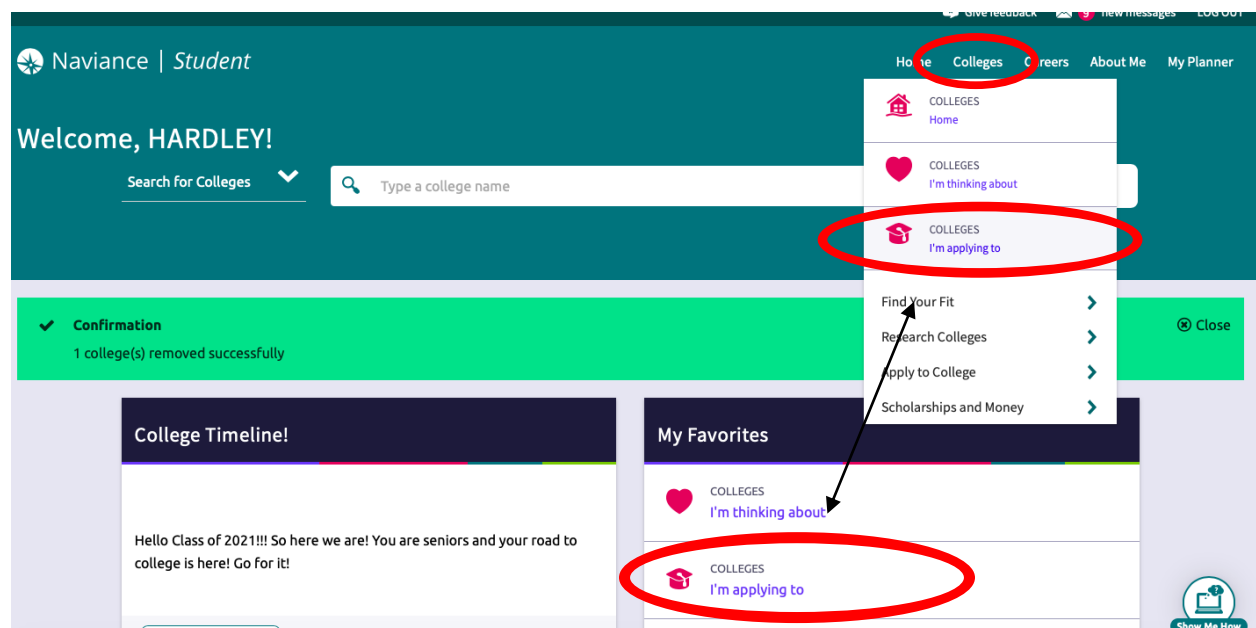 Give feedback 9 new messages LOG OUT
Naviance | Student
Home Colleges Careers About Me My Planner
COLLEGES
Home
Welcome, HARDLEY!
Search for Colleges
Type a college name
COLLEGES
I'm thinking about
COLLEGES
I'm applying to
Find Your Fit
Research Colleges
Apply to College
Scholarships and Money
Confirmation
1 college(s) removed successfully
Close
College Timeline!
Hello Class of 2021!!! So here we are! You are seniors and your road to
college is here! Go for it!
My Favorites
COLLEGES
I'm thinking about
COLLEGES
I'm applying to
Show Me How